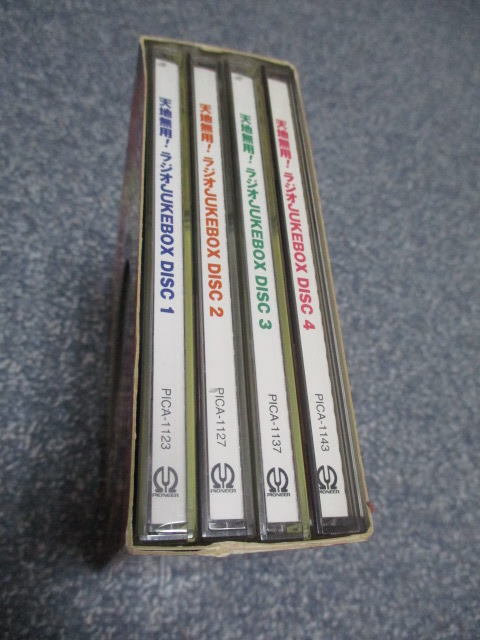 天地無用！ラジオJUKEBOX DISC 1
PICA-1123
PIONEER
天地無用！ラジオJUKEBOX DISC 2
PICA-1127
PIONEER
天地無用！ラジオJUKEBOX DISC 3
PICA-1137
PIONEER
天地無用！ラジオJUKEBOX DISC 4
PICA-1143
PIONEER